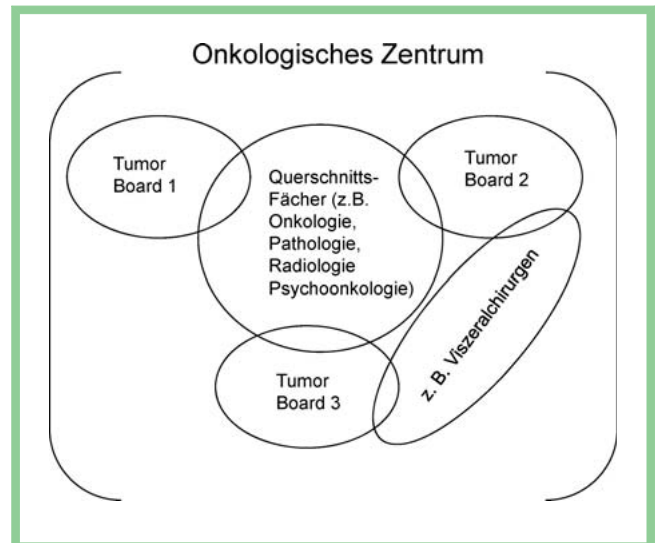 Onkologisches Zentrum
Tumor
Board 1
Querschnitts-
Fächer (z.B.
Onkologie,
Pathologie,
Radiologie
Psychoonkologie)
Tumor
Board 2
z. B. Viszeralchirurgen
Tumor
Board 3